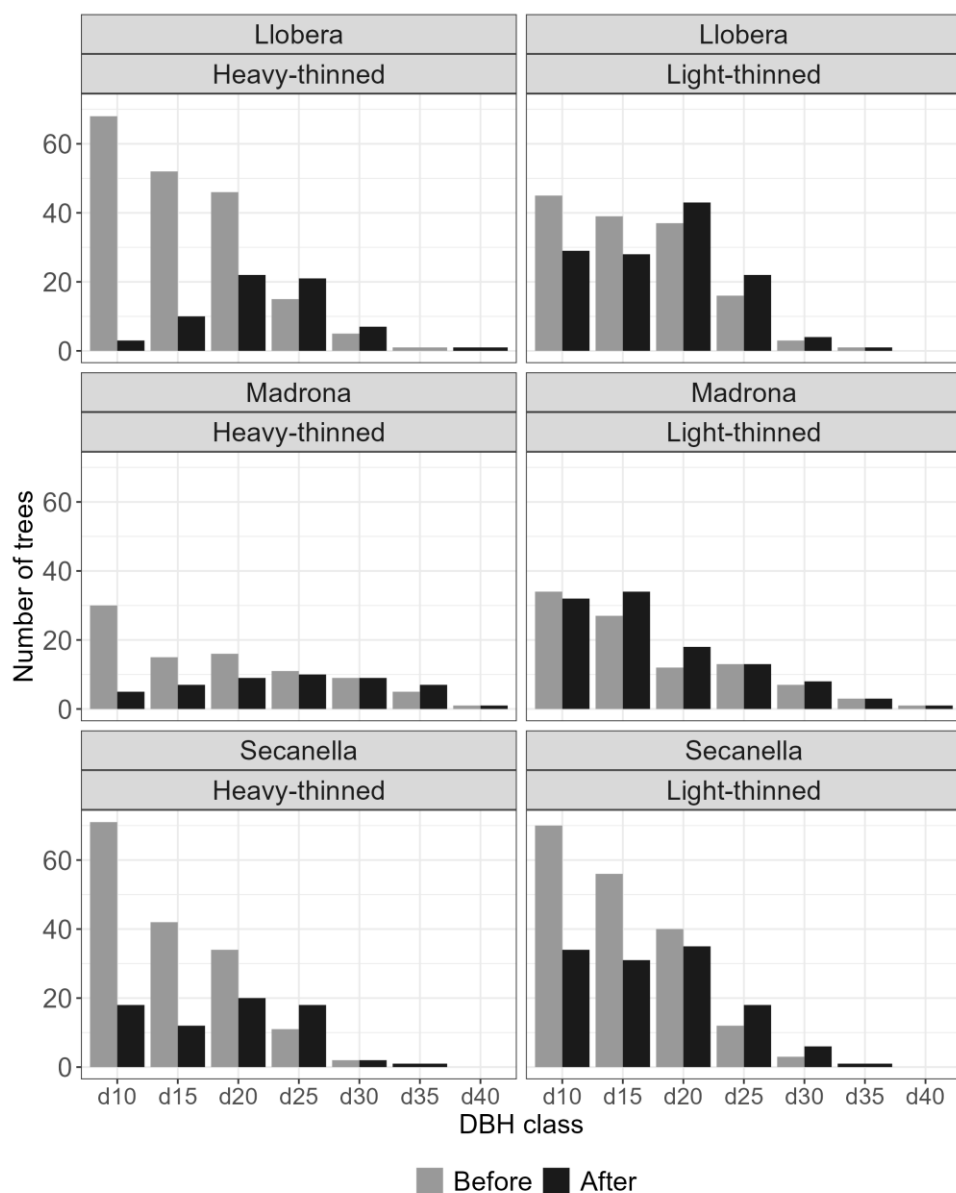 Llobera
Llobera
Heavy-thinned
Light-thinned
60
40
20
0
Madrona
Madrona
Heavy-thinned
Light-thinned
60
40
20
0
Secanella
Secanella
Heavy-thinned
Light-thinned
60
40
20
0
Number of trees
d10 d15 d20 d25 d30 d35 d40
d10 d15 d20 d25 d30 d35 d40
DBH class
Before After